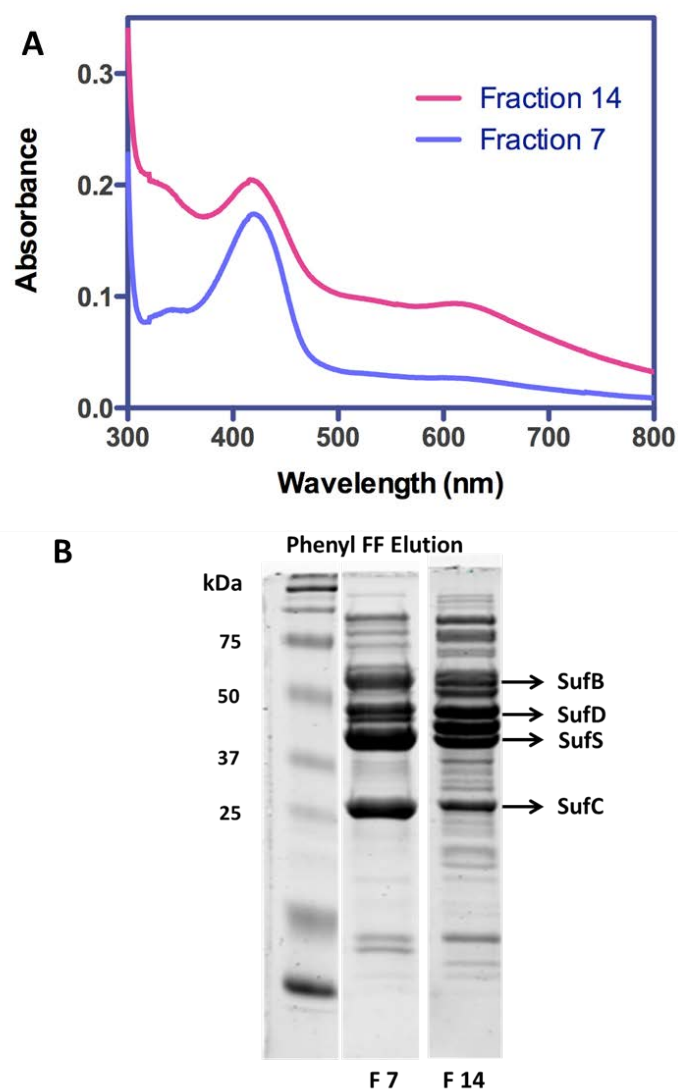 A
Absorbance
0.3
0.2
0.1
0.0
Fraction 14
Fraction 7
300 400 500 600 700 800
Wavelength (nm)
B
Phenyl FF Elution
kDa
75
50
37
25
SufB
SufD
SufS
SufC
F 7 F 14